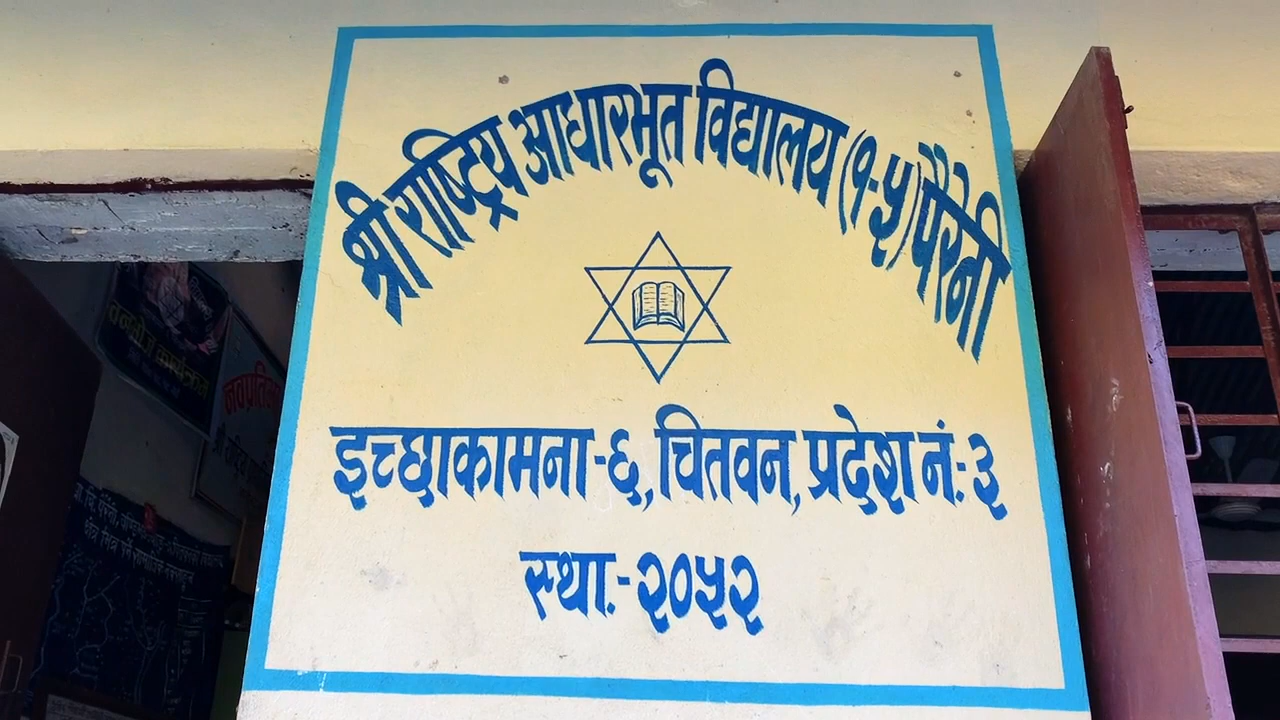 श्री राष्ट्रिय आधारभूत विद्यालय (१-५) पैरेनी
इच्छाकामना-६, चितवन, प्रदेश नं.-३
स्था.-२०५२